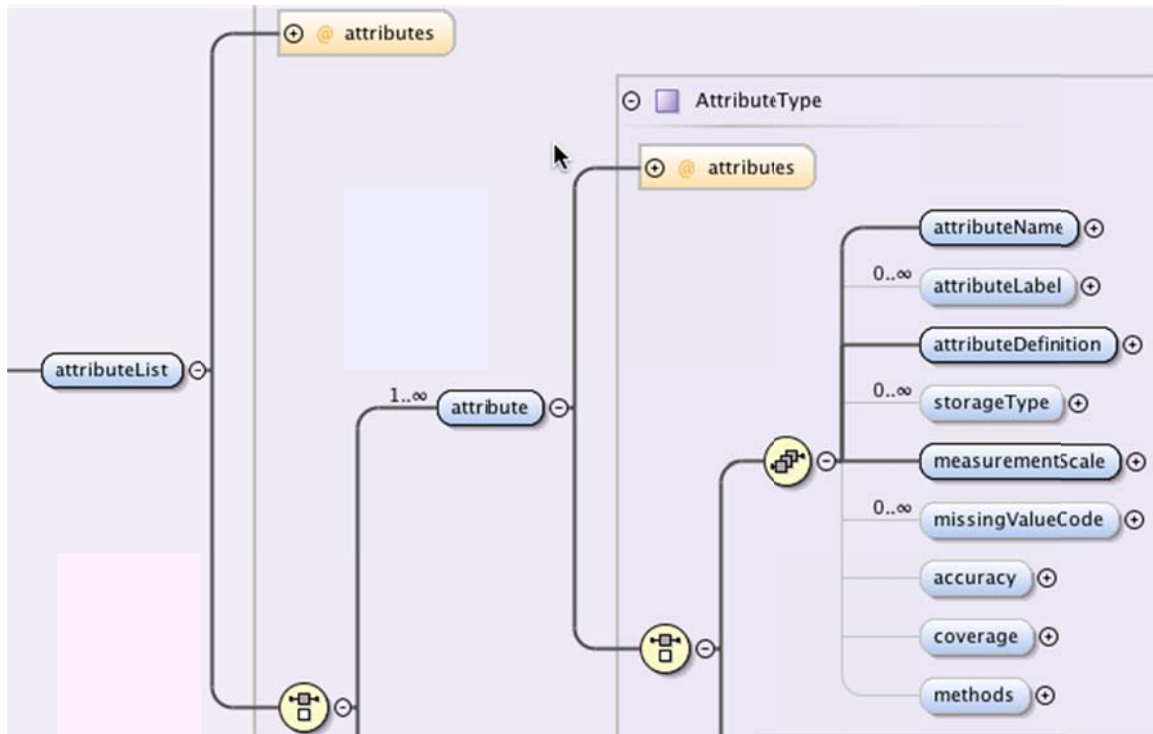 @ attributes
AttributeType
@ attributes
attributeName
0..∞
attributeLabel
attributeDefinition
attributeList
0..∞
storageType
1..∞
attribute
measurementScale
0..∞
missingValueCode
accuracy
coverage
methods